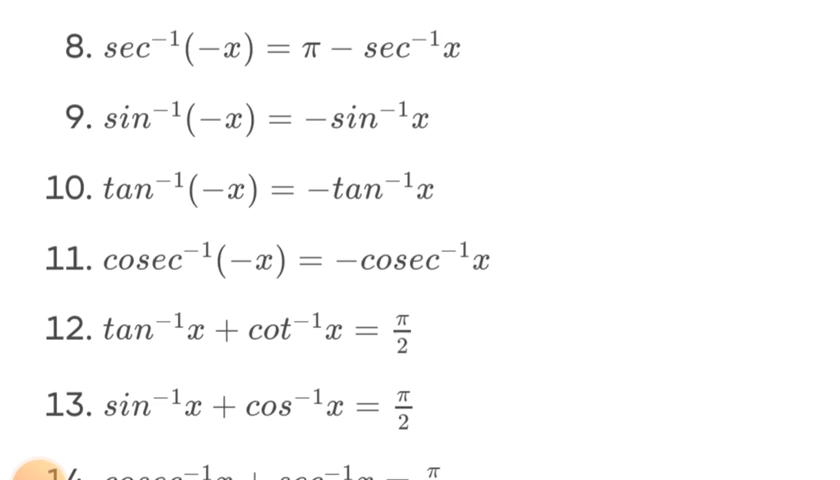 8. sec⁻¹(−x) = π − sec⁻¹x
9. sin⁻¹(−x) = −sin⁻¹x
10. tan⁻¹(−x) = −tan⁻¹x
11. cosec⁻¹(−x) = −cosec⁻¹x
12. tan⁻¹x + cot⁻¹x = π/2
13. sin⁻¹x + cos⁻¹x = π/2